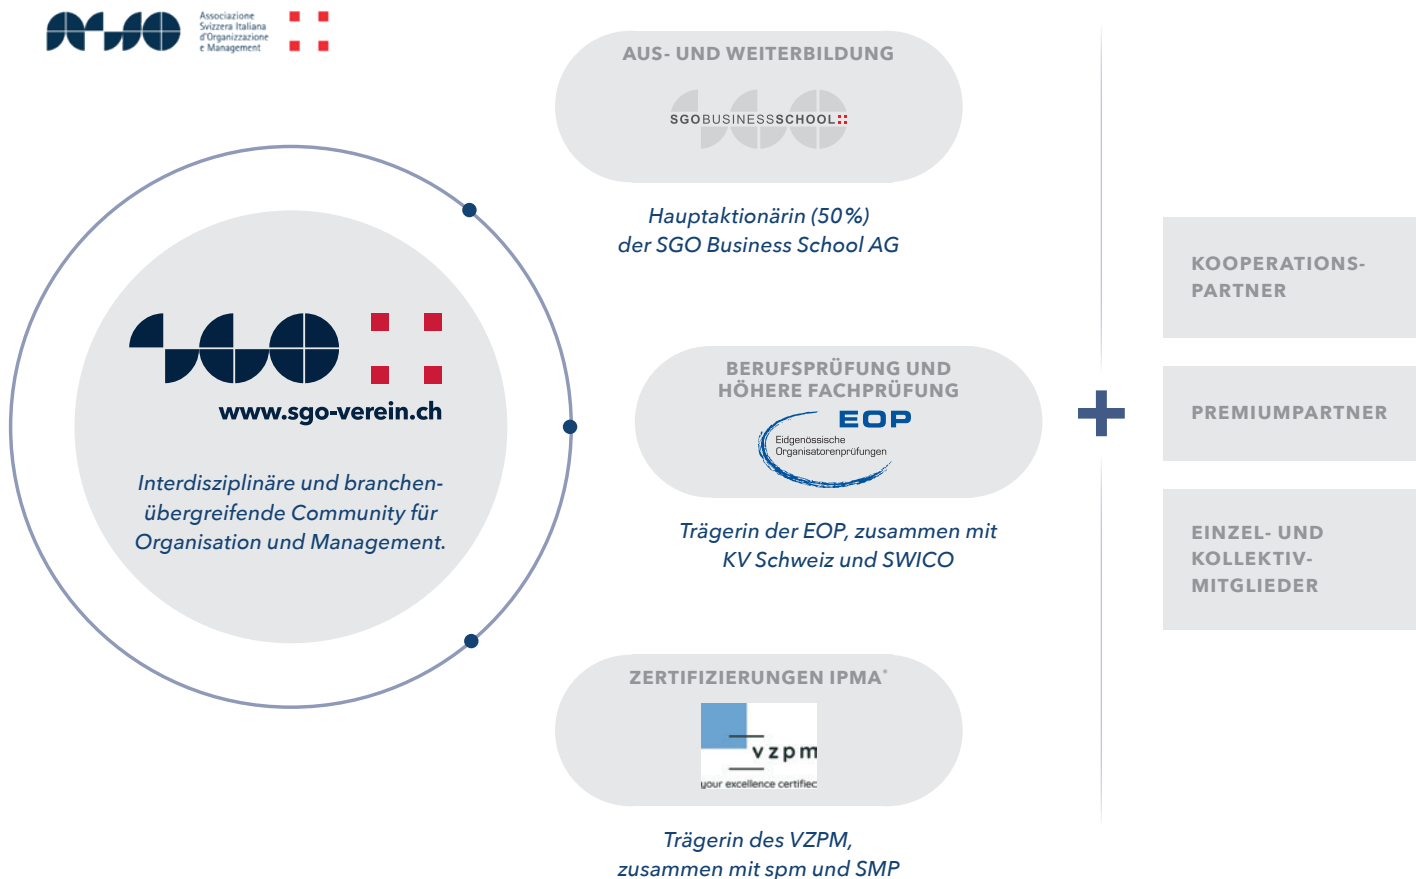 Associazione
Svizzera Italiana
d'Organizzazione
e Management
AUS- UND WEITERBILDUNG
SGOBUSINESSSCHOOL
Hauptaktionärin (50%)
der SGO Business School AG
www.sgo-verein.ch
Interdisziplinäre und branchen-
übergreifende Community für
Organisation und Management.
BERUFSPRÜFUNG UND
HÖHERE FACHPRÜFUNG
EOP
Eidgenössische
Organisatorenprüfungen
Trägerin der EOP, zusammen mit
KV Schweiz und SWICO
ZERTIFIZIERUNGEN IPMA®
vzpm
your excellence certified
Trägerin des VZPM,
zusammen mit spm und SMP
KOOPERATIONS-
PARTNER
PREMIUMPARTNER
EINZEL- UND
KOLLEKTIV-
MITGLIEDER